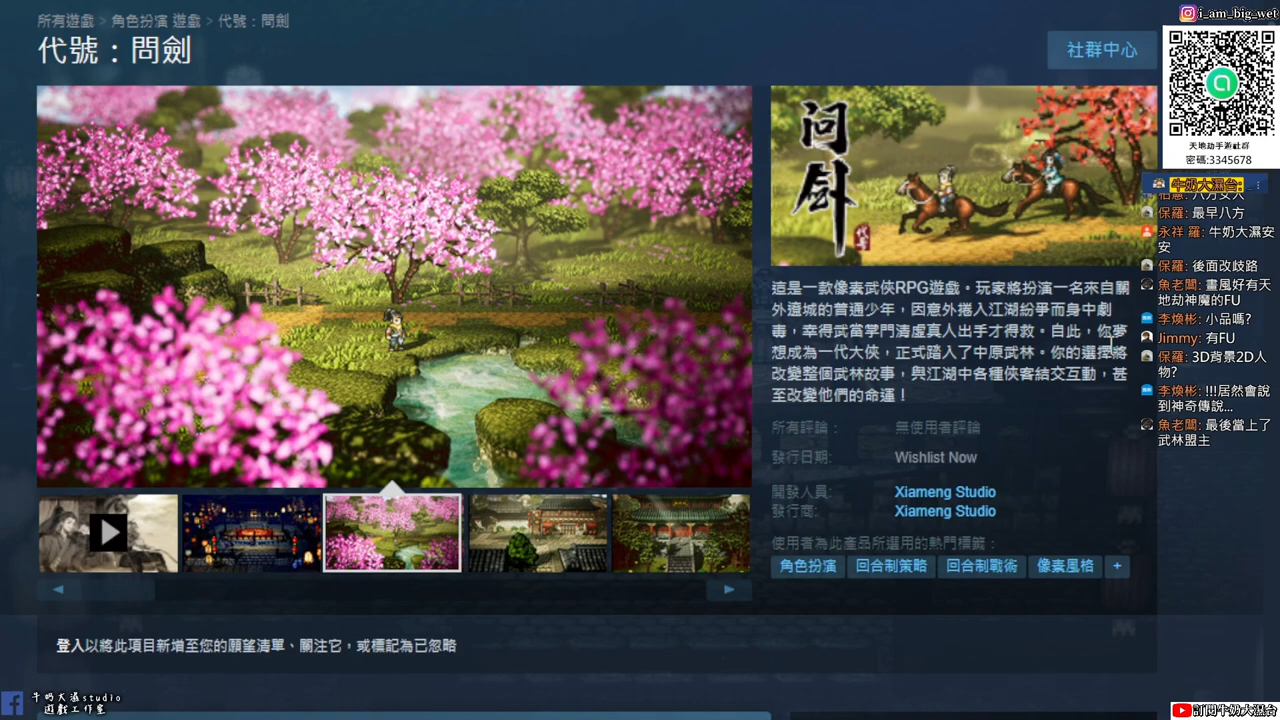 所有遊戲 > 角色扮演 遊戲 > 代號：問劍
代號：問劍
社群中心
问剑
代号
這是一款像素武俠RPG遊戲。玩家將扮演一名來自關
外邊城的普通少年，因意外捲入江湖紛爭而身中劇
毒，幸得武當掌門清虛真人出手才得救。自此，你夢
想成為一代大俠，正式踏入了中原武林。你的選擇將
改變整個武林故事，與江湖中各種俠客結交互動，甚
至改變他們的命運！
所有評論：
無使用者評論
發行日期:
Wishlist Now
開發人員:
Xiameng Studio
發行商:
Xiameng Studio
使用者為此產品所選用的熱門標籤：
角色扮演
回合制策略
回合制戰術
像素風格
+
登入以將此項目新增至您的願望清單、關注它，或標記為已忽略
i_am_big_wet
天地劫手遊社群
密碼:3345678
牛奶大濕台:
保羅: 最早八方
永祥 羅: 牛奶大濕安
安
保羅: 後面改歧路
魚老闆: 畫風好有天
地劫神魔的FU
李煥彬: 小品嗎?
Jimmy: 有FU
保羅: 3D背景2D人
物?
李煥彬: !!!居然會說
到神奇傳說...
魚老闆: 最後當上了
武林盟主
牛奶大濕studio
遊戲工作室
訂閱牛奶大濕台